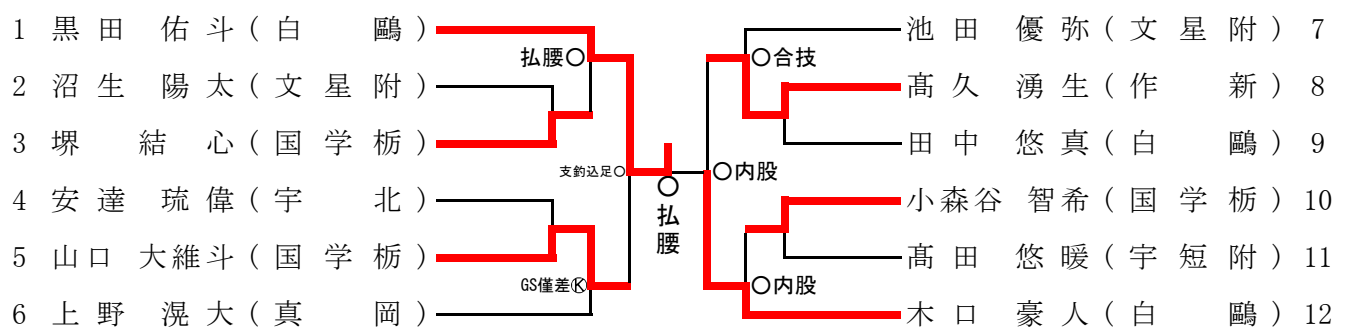 1 黒田 佑斗(白 鷗)
2 沼生 陽太(文星附)
3 堺 結心(国学栃)
4 安達 琉偉(宇 北)
5 山口 大維斗(国学栃)
6 上野 滉大(真 岡)
払腰○
支釣込足○
GS僅差Ⓚ
○
払
腰
○合技
○内股
○内股
池田 優弥(文星附) 7
髙久 湧生(作 新) 8
田中 悠真(白 鷗) 9
小森谷 智希(国学栃) 10
髙田 悠暖(宇短附) 11
木口 豪人(白 鷗) 12